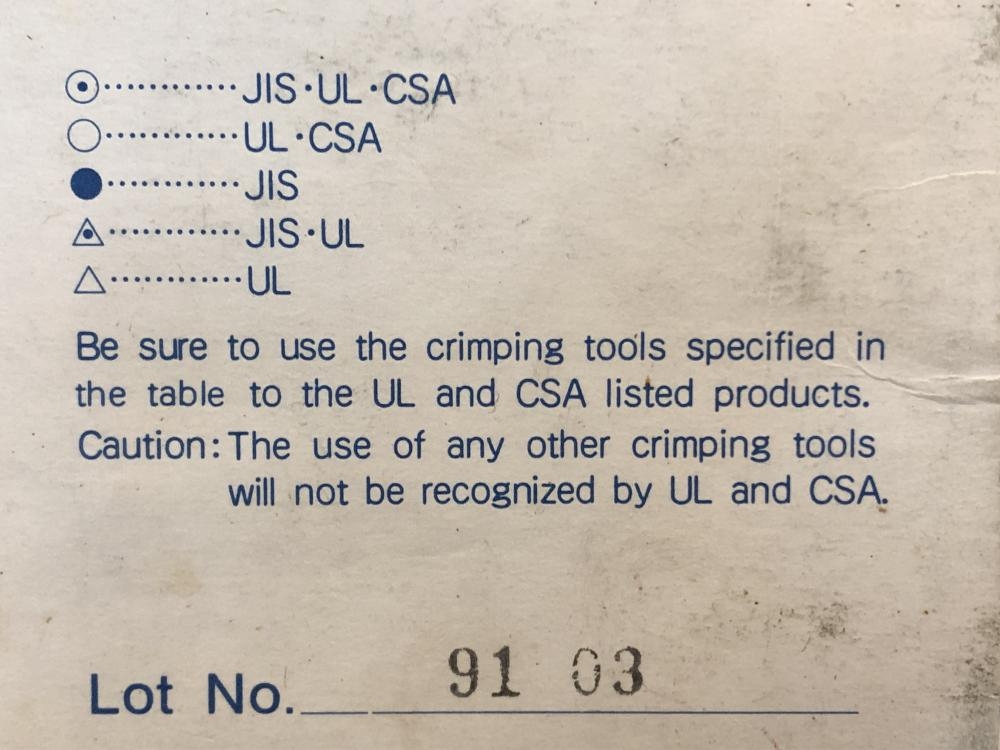 ⊙············JIS·UL·CSA
○············UL·CSA
●············JIS
◬············JIS·UL
△············UL
Be sure to use the crimping tools specified in
the table to the UL and CSA listed products.
Caution: The use of any other crimping tools
will not be recognized by UL and CSA.
Lot No. 91 03